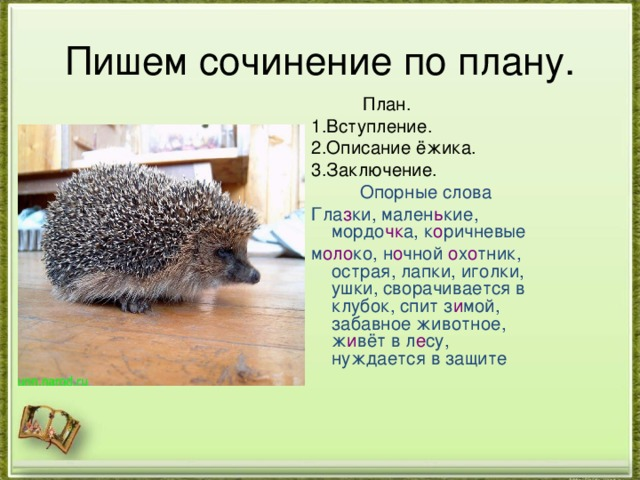 Пишем сочинение по плану.
План.
1.Вступление.
2.Описание ёжика.
3.Заключение.
Опорные слова
Глазки, маленькие,
мордочка, коричневые
молоко, ночной охотник,
острая, лапки, иголки,
ушки, сворачивается в
клубок, спит зимой,
забавное животное,
живёт в лесу,
нуждается в защите